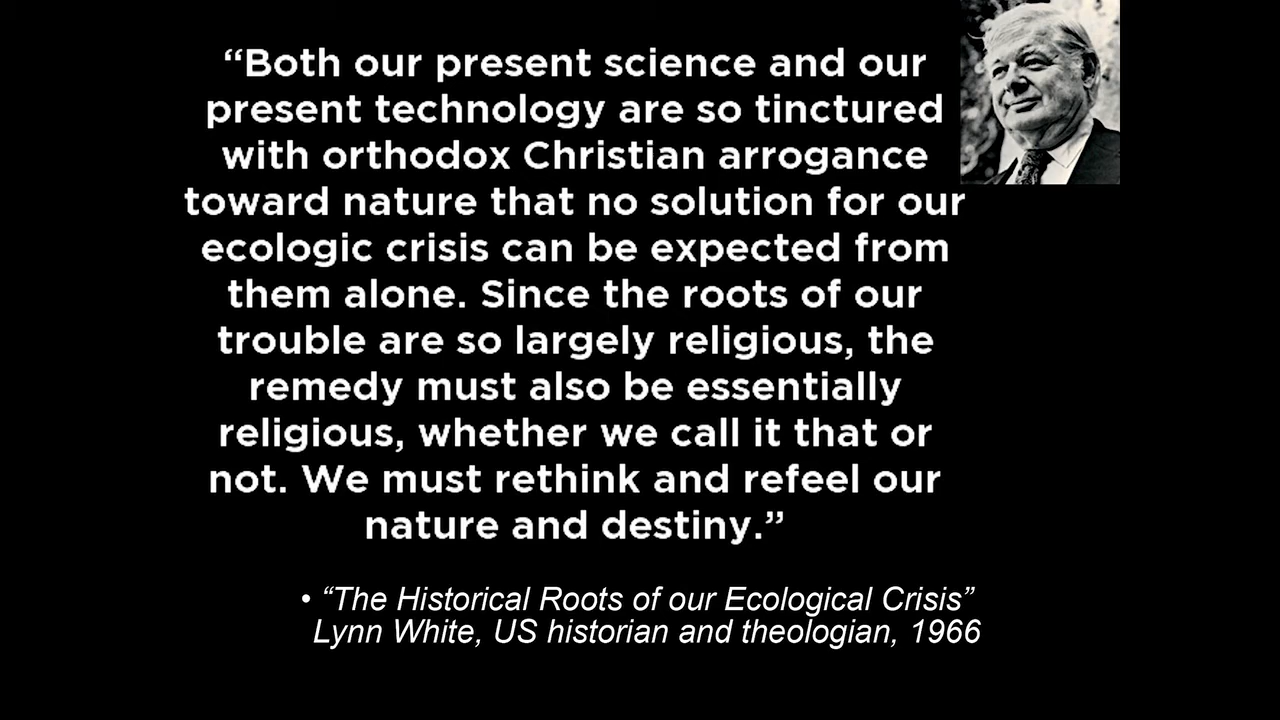 “Both our present science and our
present technology are so tinctured
with orthodox Christian arrogance
toward nature that no solution for our
ecologic crisis can be expected from
them alone. Since the roots of our
trouble are so largely religious, the
remedy must also be essentially
religious, whether we call it that or
not. We must rethink and refeel our
nature and destiny.”
• “The Historical Roots of our Ecological Crisis”
Lynn White, US historian and theologian, 1966